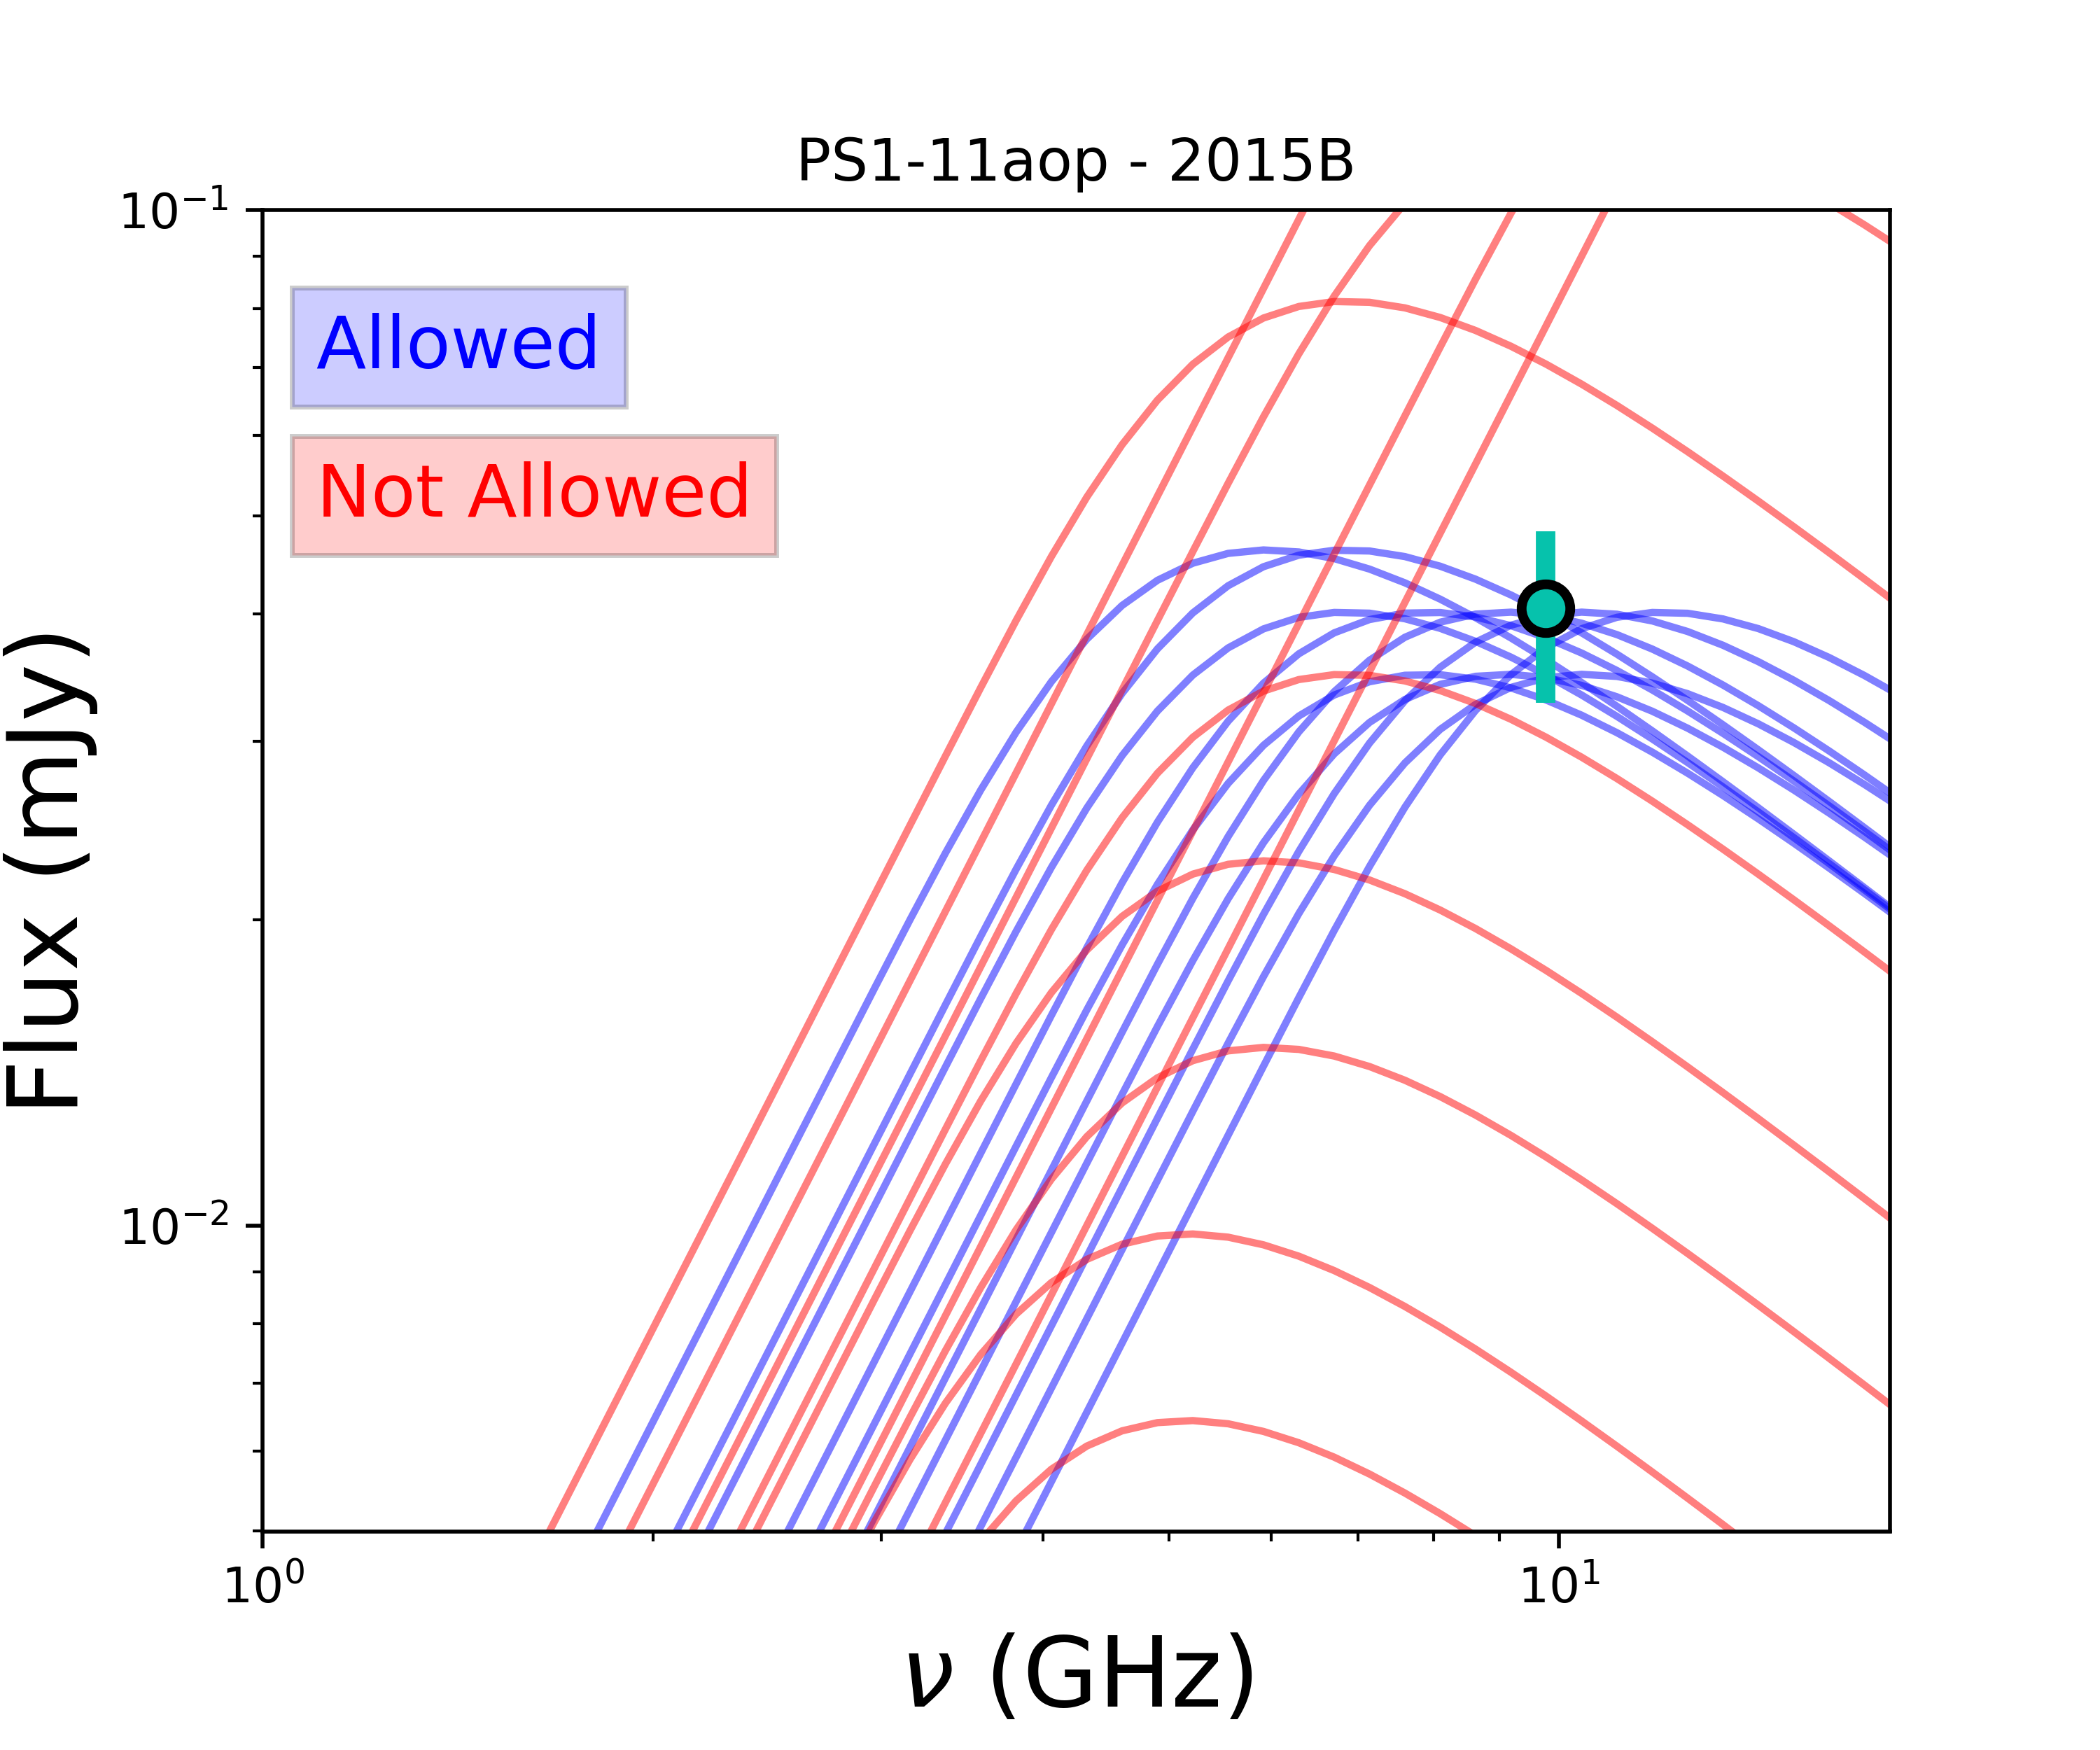 PS1-11aop - 2015B
10⁻¹
Allowed
Not Allowed
Flux (mJy)
10⁻²
10⁰
10¹
ν (GHz)